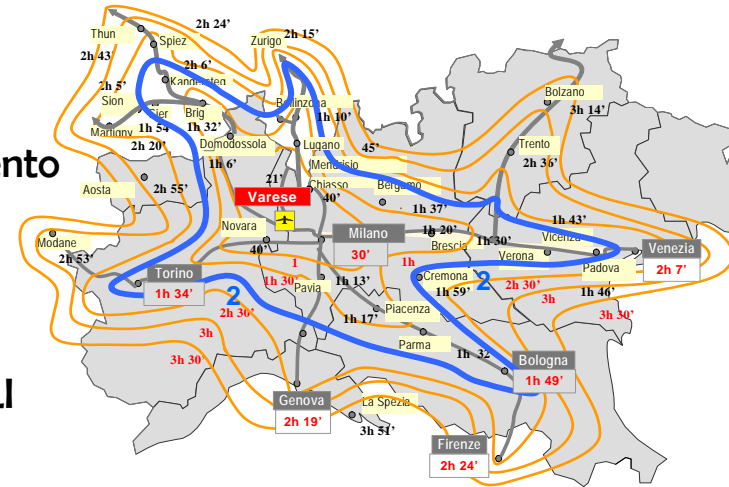 2h 24'
Thun
Spiez
Zurigo
2h 15'
2h 43'
2h 6'
2h 5'
Kandersteg
Sion
Sier
Brig
Bellinzona
Bolzano
3h 14'
Martigny
1h 54
1h 32'
1h 10'
2h 20'
Domodossola
Lugano
45'
Trento
2h 36'
ento
1h 6'
Mendrisio
Aosta
2h 55'
21'
Chiasso
Bergamo
Varese
40'
1h 37'
1h 43'
Novara
Milano
1h 20'
Modane
40'
30'
Brescia
1h 30'
Vicenza
Venezia
2h 53'
Verona
Torino
1
1h
Padova
2h 7'
1h 34'
1h 30'
1h 13'
Cremona
2
2h 30'
1h 46'
2
Pavia
1h 59'
3h
2h 30'
Piacenza
3h 30'
3h
1h 17'
Parma
3h 30'
1h 32
Bologna
1h 49'
LI
Genova
La Spezia
2h 19'
3h 51'
Firenze
2h 24'